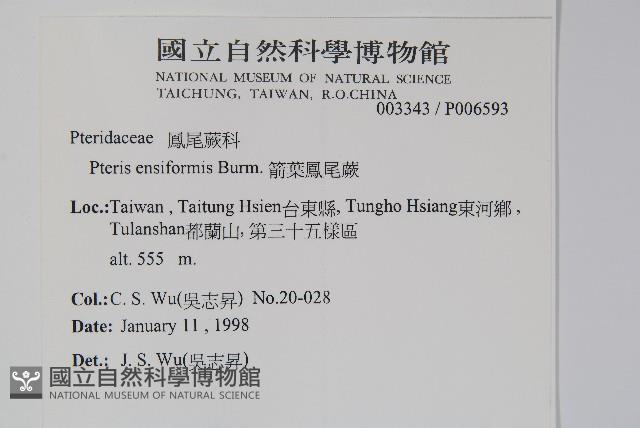 國立自然科學博物館
NATIONAL MUSEUM OF NATURAL SCIENCE
TAICHUNG, TAIWAN, R.O.CHINA
003343 / P006593
Pteridaceae 鳳尾蕨科
Pteris ensiformis Burm. 箭葉鳳尾蕨
Loc.:Taiwan , Taitung Hsien台東縣, Tungho Hsiang東河鄉 ,
Tulanshan都蘭山, 第三十五樣區
alt. 555 m.
Col.:C. S. Wu(吳志昇) No.20-028
Date: January 11 , 1998
Det.: J. S. Wu(吳志昇)
國立自然科學博物館
NATIONAL MUSEUM OF NATURAL SCIENCE